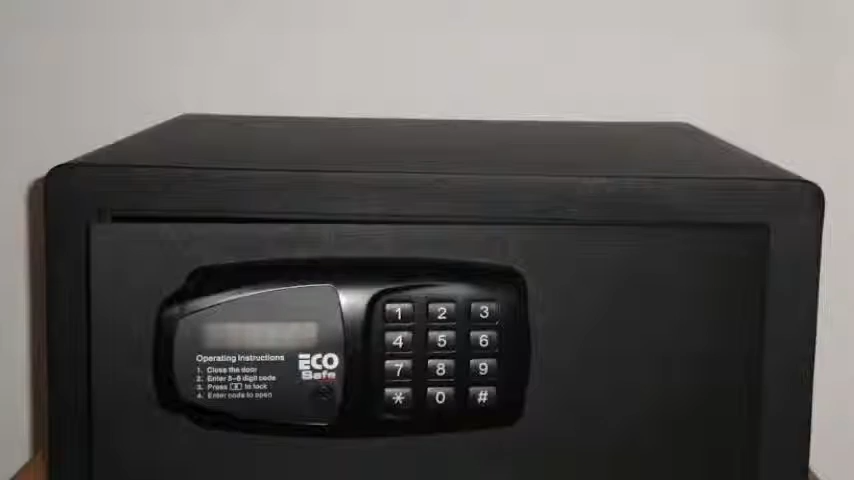 Operating Instructions
1. Close the door
2. Enter 3-6 digit code
3. Press # to lock
4. Enter code to open
ECO
Safe
1 2 3
4 5 6
7 8 9
* 0 #